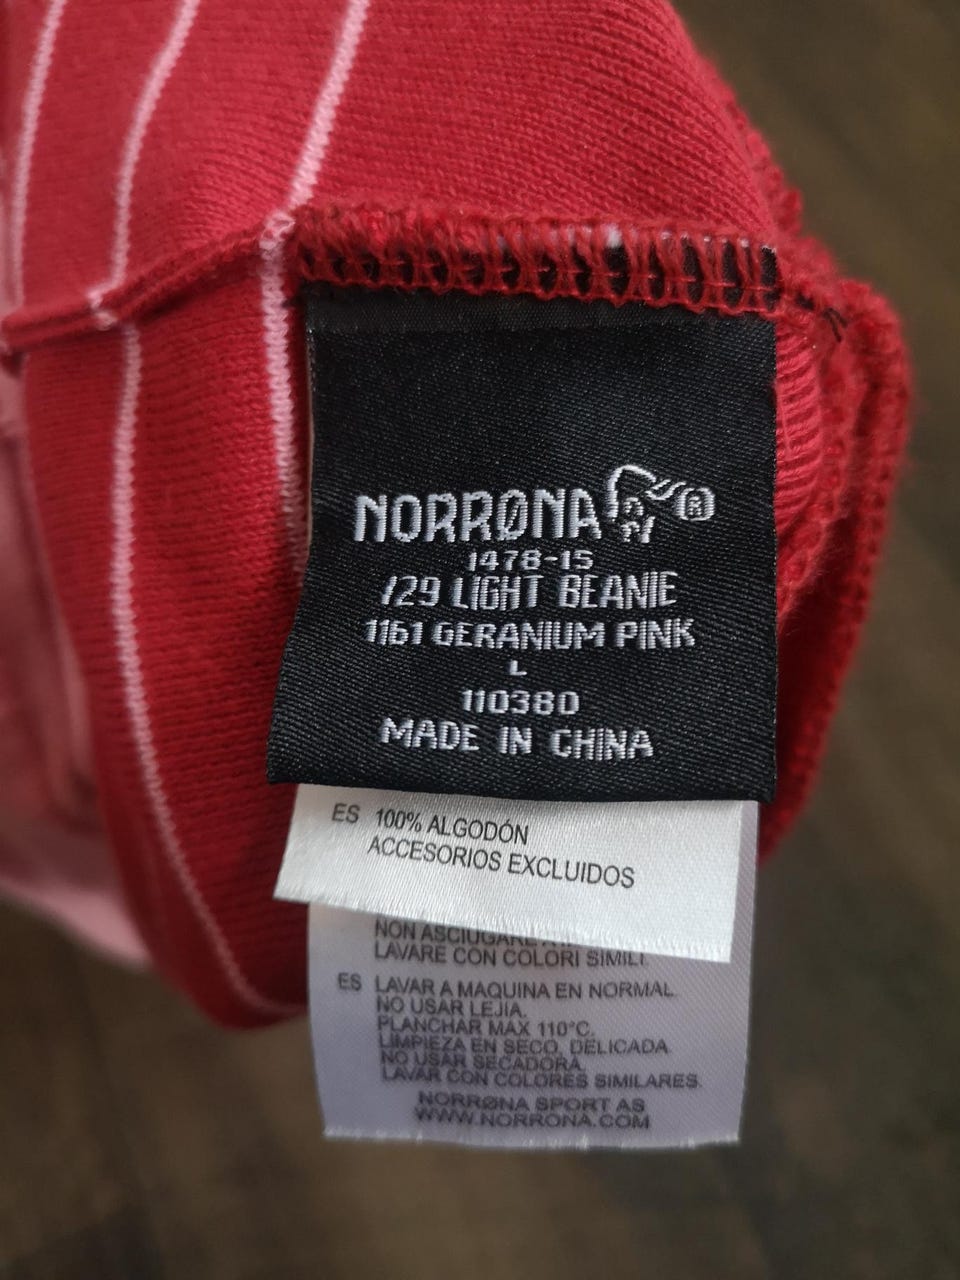 NORRØNA ®
1478-15
/29 LIGHT BEANIE
1161 GERANIUM PINK
L
110380
MADE IN CHINA
ES 100% ALGODÓN
ACCESORIOS EXCLUIDOS
NON ASCIUGARE A
LAVARE CON COLORI SIMILI.
ES LAVAR A MAQUINA EN NORMAL.
NO USAR LEJIA.
PLANCHAR MAX 110°C.
LIMPIEZA EN SECO, DELICADA
NO USAR SECADORA.
LAVAR CON COLORES SIMILARES.
NORRØNA SPORT AS
WWW.NORRONA.COM